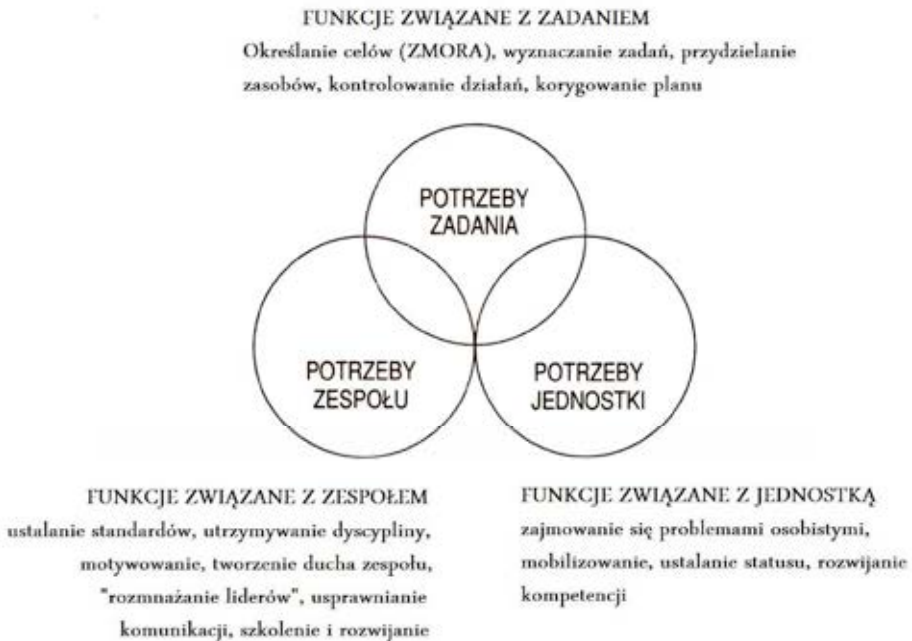 FUNKCJE ZWIĄZANE Z ZADANIEM
Określanie celów (ZMORA), wyznaczanie zadań, przydzielanie
zasobów, kontrolowanie działań, korygowanie planu
POTRZEBY
ZADANIA
POTRZEBY
ZESPOŁU
POTRZEBY
JEDNOSTKI
FUNKCJE ZWIĄZANE Z ZESPOŁEM
ustalanie standardów, utrzymywanie dyscypliny,
motywowanie, tworzenie ducha zespołu,
"rozmnażanie liderów", usprawnianie
komunikacji, szkolenie i rozwijanie
FUNKCJE ZWIĄZANE Z JEDNOSTKĄ
zajmowanie się problemami osobistymi,
mobilizowanie, ustalanie statusu, rozwijanie
kompetencji